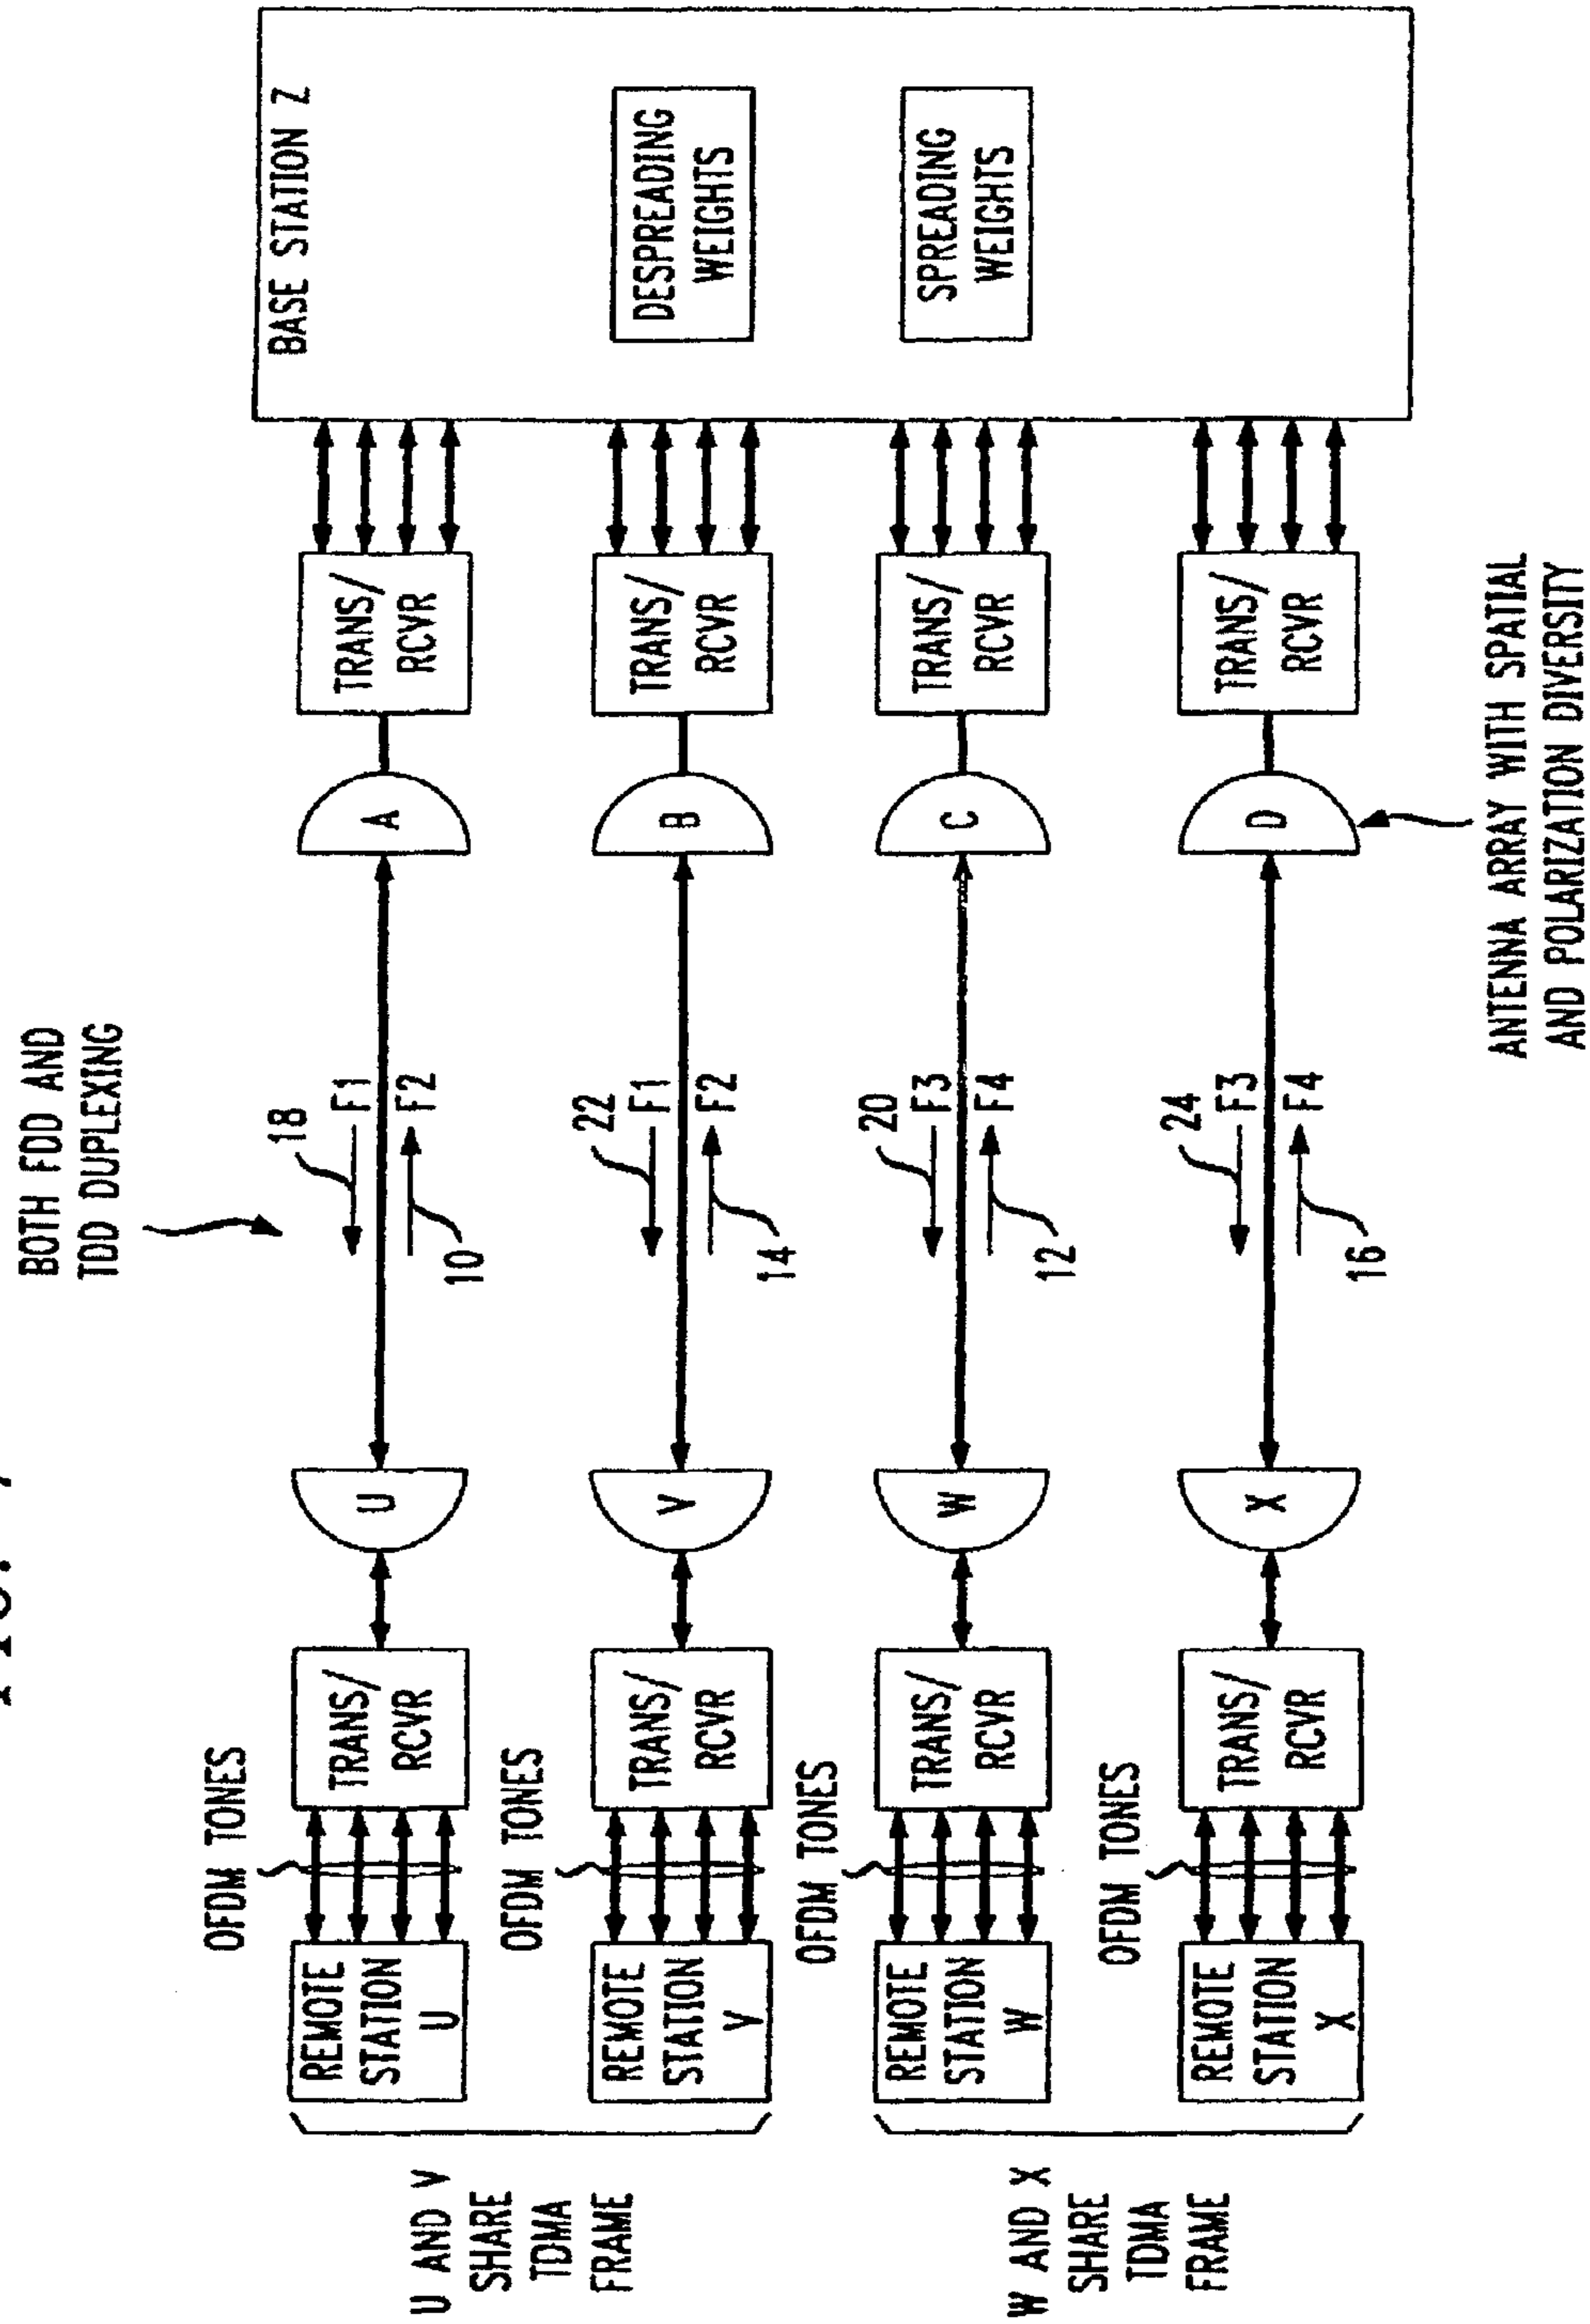 BOTH FDD AND
TDD DUPLEXING
U AND V
SHARE
TDMA
FRAME
REMOTE
STATION
U
OFDM TONES
TRANS/
RCVR
U
18
F1
F2
10
A
TRANS/
RCVR
REMOTE
STATION
V
OFDM TONES
TRANS/
RCVR
V
22
F1
F2
14
B
TRANS/
RCVR
W AND X
SHARE
TDMA
FRAME
REMOTE
STATION
W
OFDM TONES
TRANS/
RCVR
W
20
F3
F4
12
C
TRANS/
RCVR
REMOTE
STATION
X
OFDM TONES
TRANS/
RCVR
X
24
F3
F4
16
D
TRANS/
RCVR
BASE STATION Z
DESPREADING
WEIGHTS
SPREADING
WEIGHTS
ANTENNA ARRAY WITH SPATIAL
AND POLARIZATION DIVERSITY